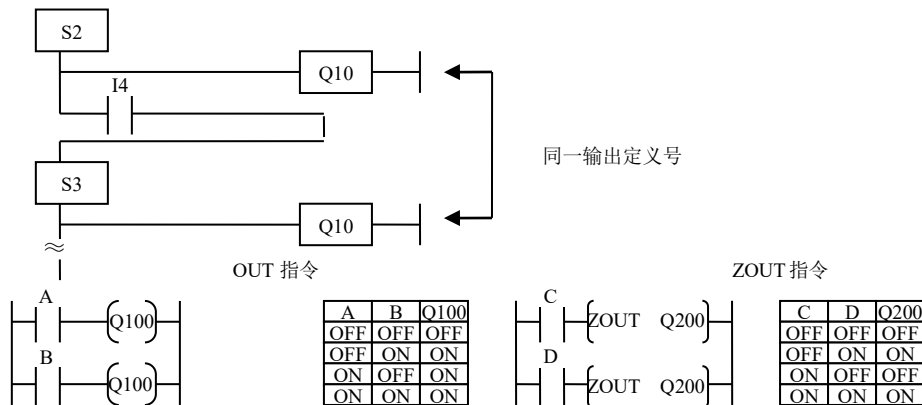 S2
Q10
I4
同一输出定义号
S3
Q10
OUT 指令
ZOUT 指令
A
Q100
B
Q100
A B Q100
OFF OFF OFF
OFF ON ON
ON OFF ON
ON ON ON
C
ZOUT Q200
D
ZOUT Q200
C D Q200
OFF OFF OFF
OFF ON ON
ON OFF OFF
ON ON ON